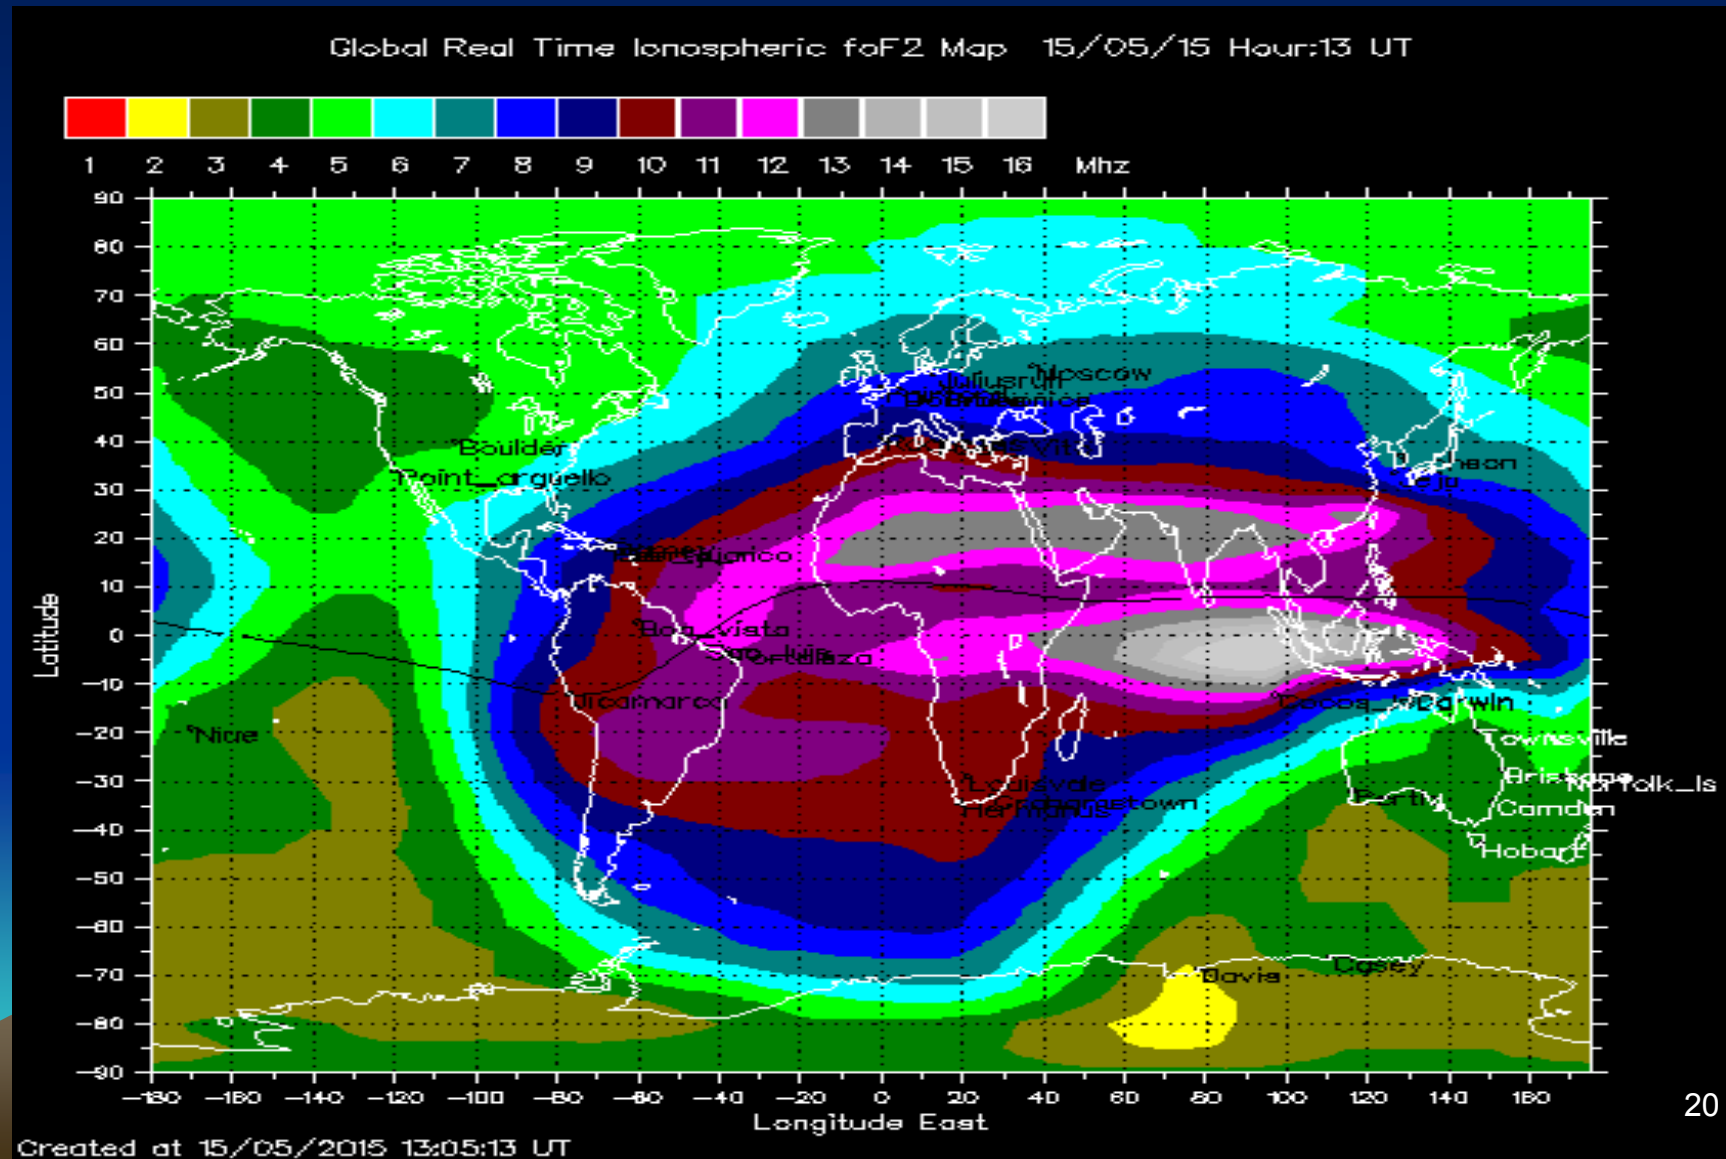 Global Real Time Ionospheric foF2 Map 15/05/15 Hour:13 UT
1 2 3 4 5 6 7 8 9 10 11 12 13 14 15 16 Mhz
90
80
70
60
Moscow
Juliusruh
50
40
Boulder
Point_arguello
30
Jeju
20
10
Latitude
0
Boa_vista
Sao_luis
Fortaleza
-10
Jicamarca
Darwin
-20
Niue
Townsville
-30
Louisvale
Brisbane
Norfolk_Is
Perth
Grahamstown
Hermanus
Camden
-40
Hobart
-50
-60
-70
Davis
Casey
-80
-90
-180 -160 -140 -120 -100 -80 -60 -40 -20 0 20 40 60 80 100 120 140 160
Longitude East
20
Created at 15/05/2015 13:05:13 UT